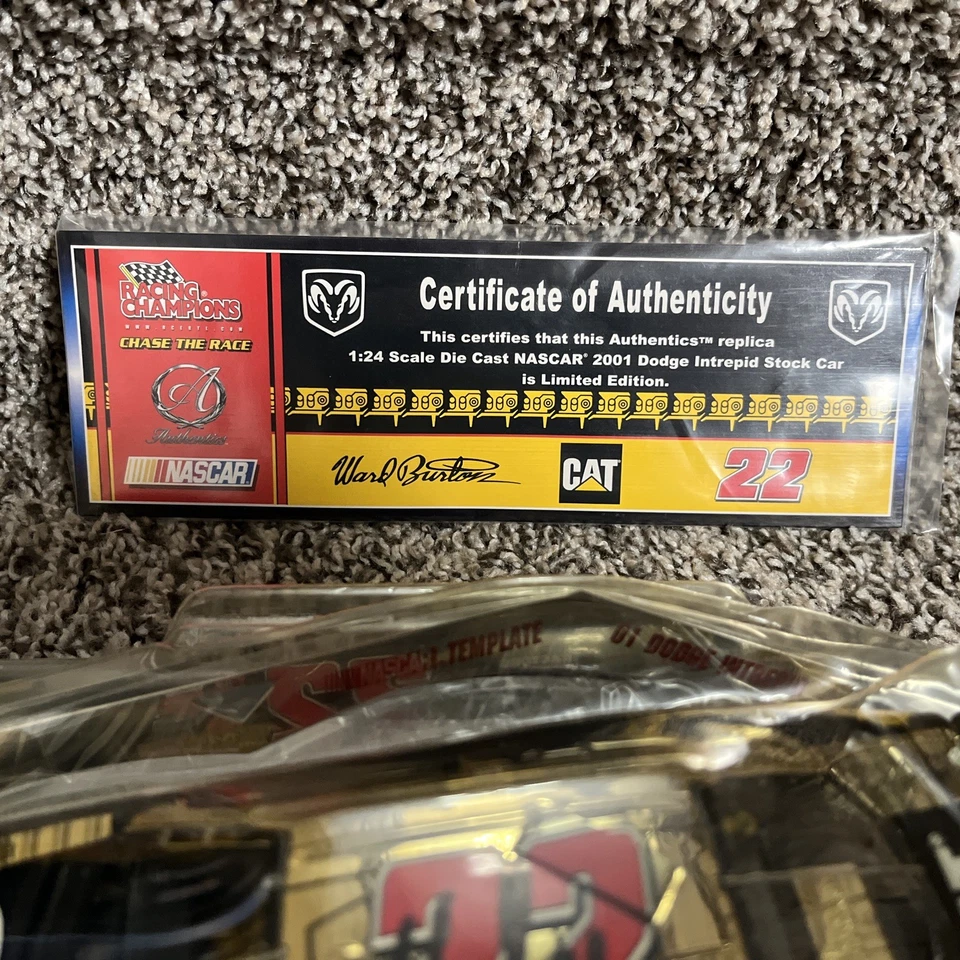 RACING
CHAMPIONS
CHASE THE RACE
A
Authentics
NASCAR
Certificate of Authenticity
This certifies that this Authentics™ replica
1:24 Scale Die Cast NASCAR® 2001 Dodge Intrepid Stock Car
is Limited Edition.
Ward Burton
CAT
22
NASCAR TEMPLATE
01 DODGE INTREPID
22